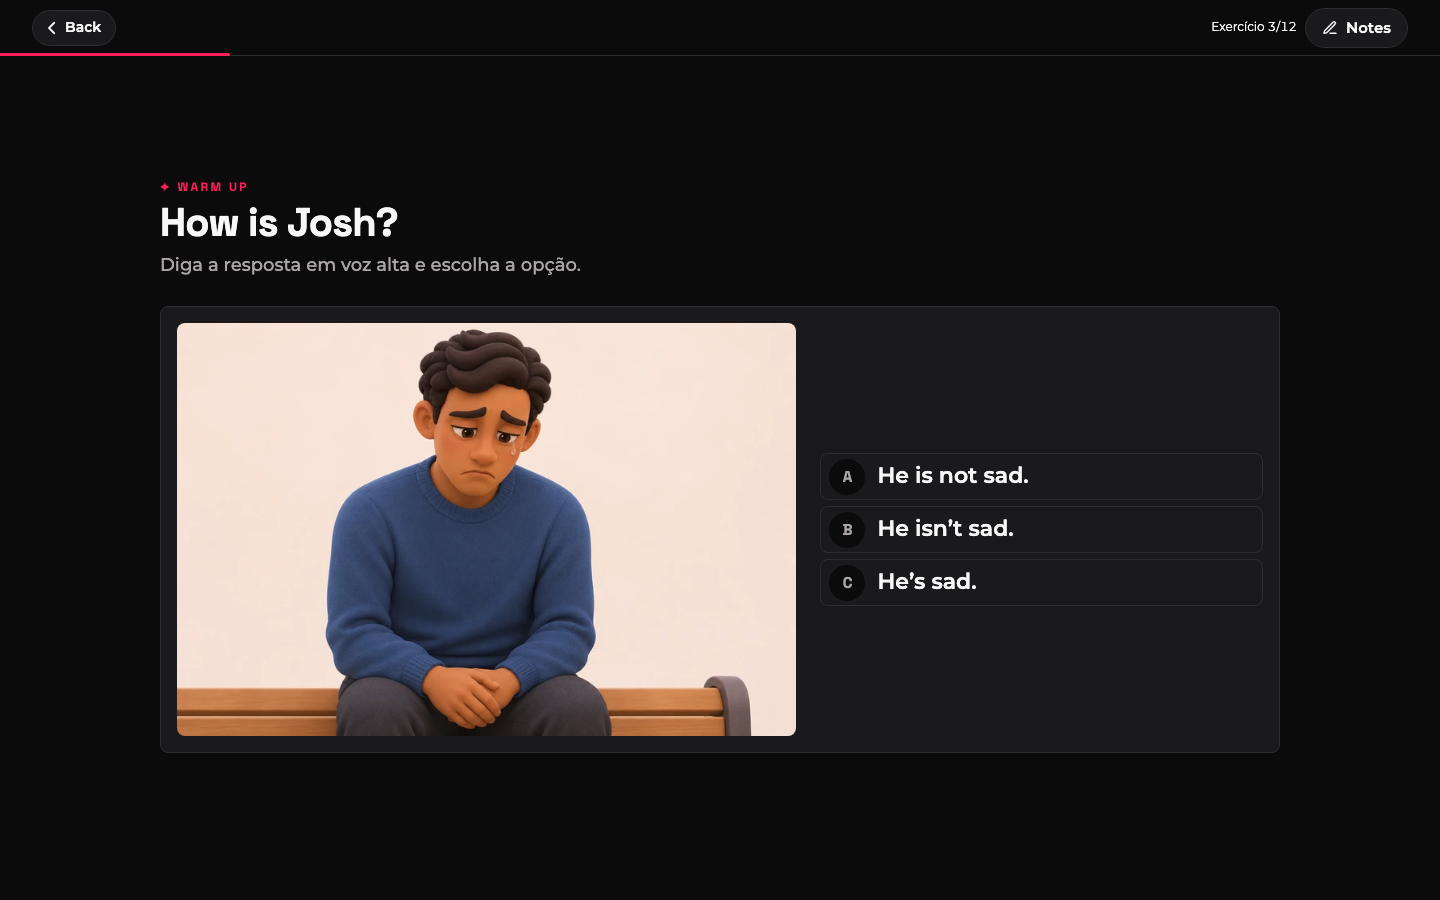 Back
Exercício 3/12
Notes
WARM UP
How is Josh?
Diga a resposta em voz alta e escolha a opção.
A He is not sad.
B He isn’t sad.
C He’s sad.